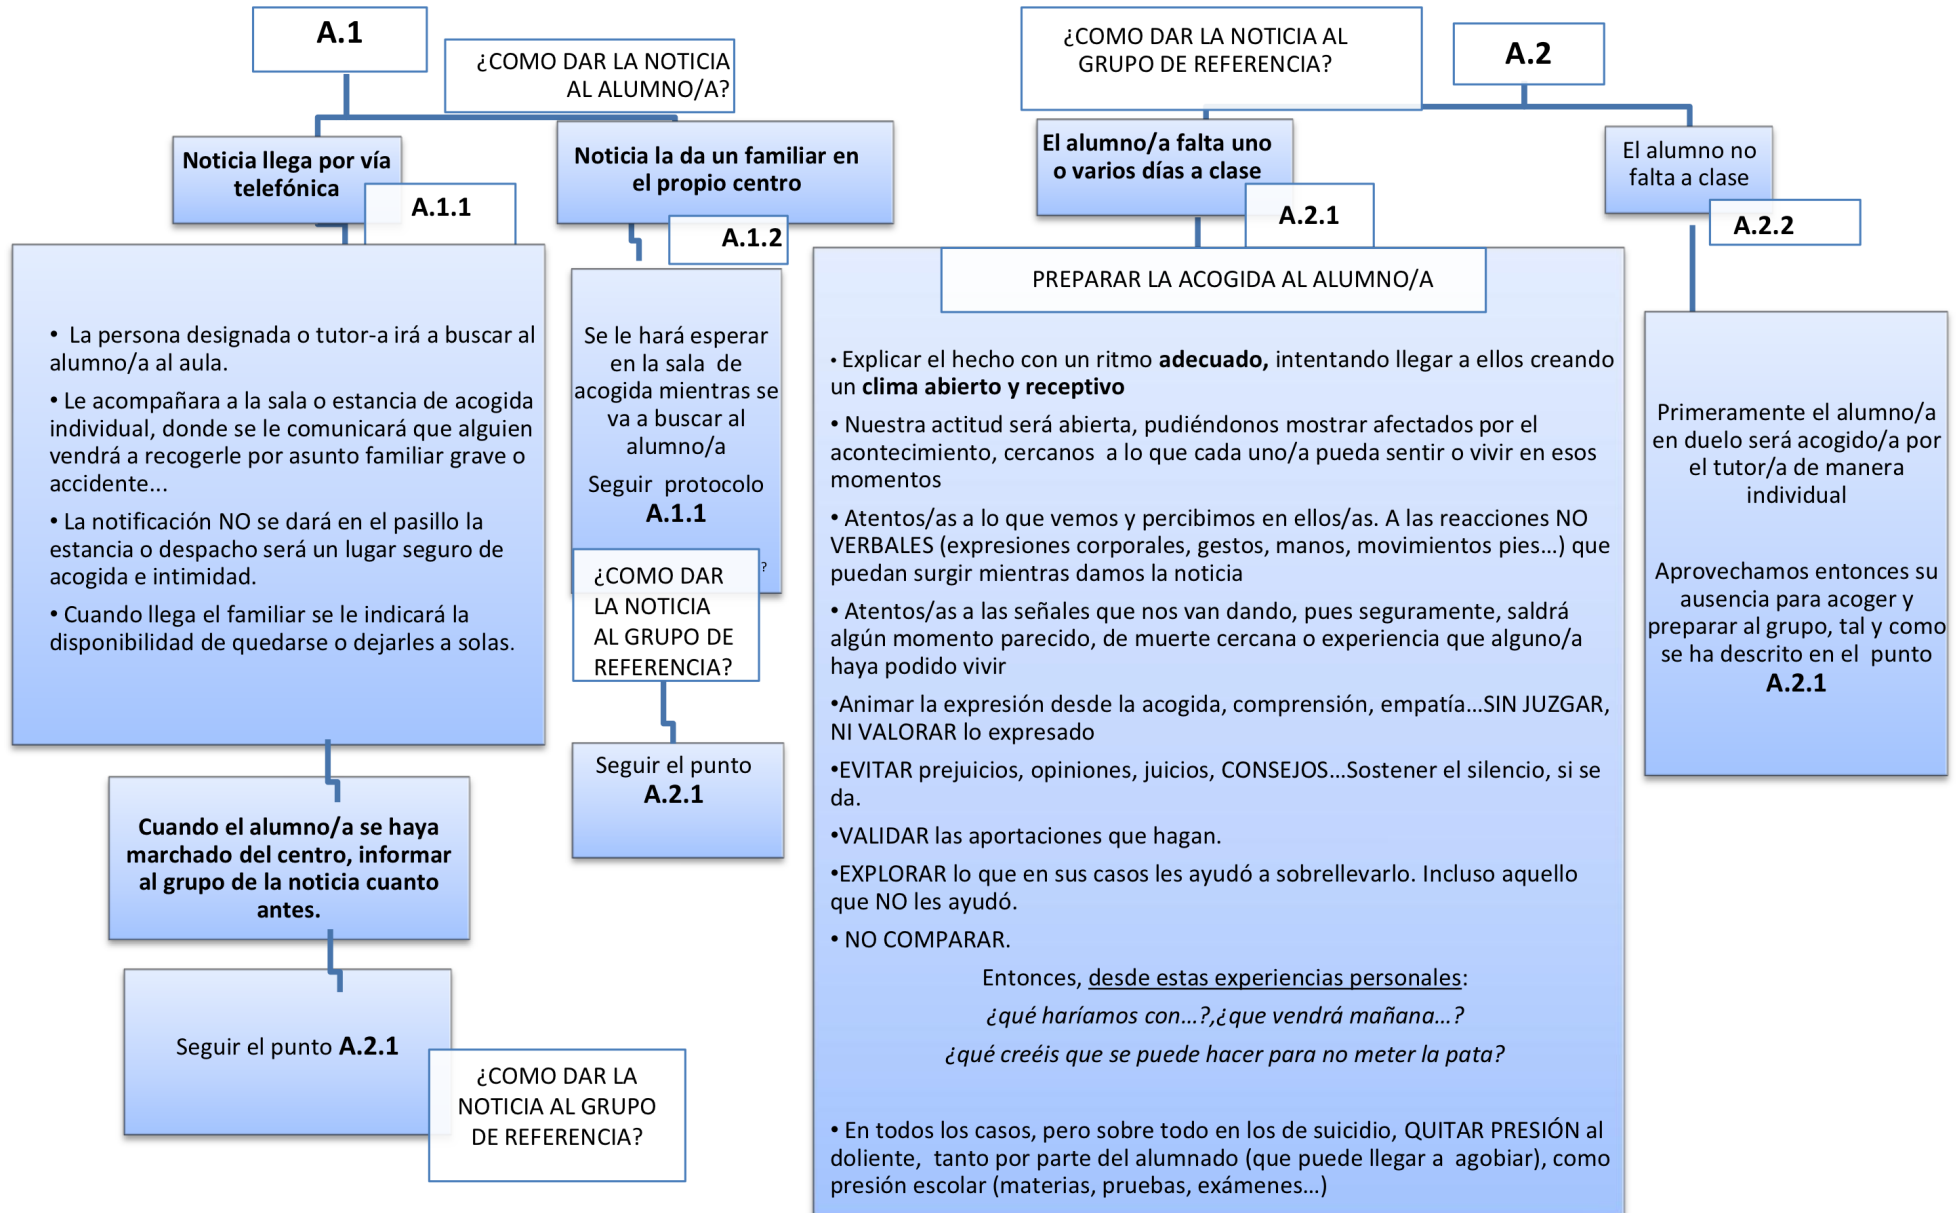 A.1
¿COMO DAR LA NOTICIA
AL ALUMNO/A?
Noticia llega por vía
telefónica
A.1.1
Noticia la da un familiar en
el propio centro
A.1.2
• La persona designada o tutor-a irá a buscar al
alumno/a al aula.
• Le acompañara a la sala o estancia de acogida
individual, donde se le comunicará que alguien
vendrá a recogerle por asunto familiar grave o
accidente...
• La notificación NO se dará en el pasillo la
estancia o despacho será un lugar seguro de
acogida e intimidad.
• Cuando llega el familiar se le indicará la
disponibilidad de quedarse o dejarles a solas.
Cuando el alumno/a se haya
marchado del centro, informar
al grupo de la noticia cuanto
antes.
Seguir el punto A.2.1
¿COMO DAR LA
NOTICIA AL GRUPO
DE REFERENCIA?
Se le hará esperar
en la sala de
acogida mientras se
va a buscar al
alumno/a
Seguir protocolo
A.1.1
?
¿COMO DAR
LA NOTICIA
AL GRUPO DE
REFERENCIA?
Seguir el punto
A.2.1
¿COMO DAR LA NOTICIA AL
GRUPO DE REFERENCIA?
A.2
El alumno/a falta uno
o varios días a clase
A.2.1
El alumno no
falta a clase
A.2.2
PREPARAR LA ACOGIDA AL ALUMNO/A
• Explicar el hecho con un ritmo adecuado, intentando llegar a ellos creando
un clima abierto y receptivo
• Nuestra actitud será abierta, pudiéndonos mostrar afectados por el
acontecimiento, cercanos a lo que cada uno/a pueda sentir o vivir en esos
momentos
• Atentos/as a lo que vemos y percibimos en ellos/as. A las reacciones NO
VERBALES (expresiones corporales, gestos, manos, movimientos pies…) que
puedan surgir mientras damos la noticia
• Atentos/as a las señales que nos van dando, pues seguramente, saldrá
algún momento parecido, de muerte cercana o experiencia que alguno/a
haya podido vivir
•Animar la expresión desde la acogida, comprensión, empatía…SIN JUZGAR,
NI VALORAR lo expresado
•EVITAR prejuicios, opiniones, juicios, CONSEJOS…Sostener el silencio, si se
da.
•VALIDAR las aportaciones que hagan.
•EXPLORAR lo que en sus casos les ayudó a sobrellevarlo. Incluso aquello
que NO les ayudó.
• NO COMPARAR.
Entonces, desde estas experiencias personales:
¿qué haríamos con…?,¿que vendrá mañana…?
¿qué creéis que se puede hacer para no meter la pata?
• En todos los casos, pero sobre todo en los de suicidio, QUITAR PRESIÓN al
doliente, tanto por parte del alumnado (que puede llegar a agobiar), como
presión escolar (materias, pruebas, exámenes…)
Primeramente el alumno/a
en duelo será acogido/a por
el tutor/a de manera
individual
Aprovechamos entonces su
ausencia para acoger y
preparar al grupo, tal y como
se ha descrito en el punto
A.2.1